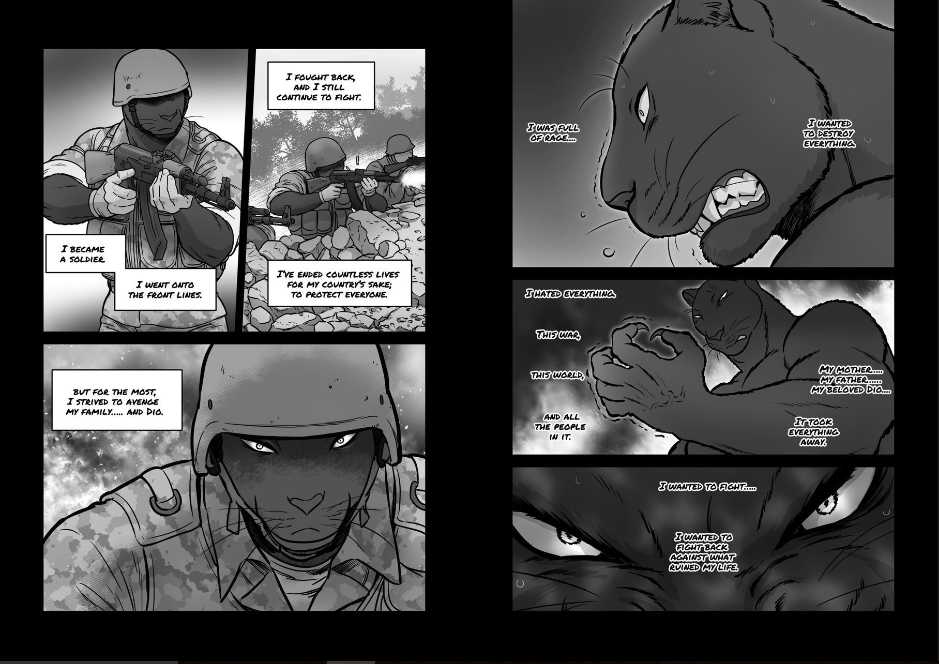 I WAS FULL
OF RAGE....
I WANTED
TO DESTROY
EVERYTHING.
I HATED EVERYTHING.
THIS WAR,
THIS WORLD,
AND ALL
THE PEOPLE
IN IT.
MY MOTHER.....
MY FATHER......
MY BELOVED DIO....
IT TOOK
EVERYTHING
AWAY.
I WANTED TO FIGHT.....
I WANTED TO
FIGHT BACK
AGAINST WHAT
RUINED MY LIFE.
I BECAME
A SOLDIER.
I WENT ONTO
THE FRONT LINES.
I FOUGHT BACK,
AND I STILL
CONTINUE TO FIGHT.
I'VE ENDED COUNTLESS LIVES
FOR MY COUNTRY'S SAKE;
TO PROTECT EVERYONE.
BUT FOR THE MOST,
I STRIVED TO AVENGE
MY FAMILY..... AND DIO.